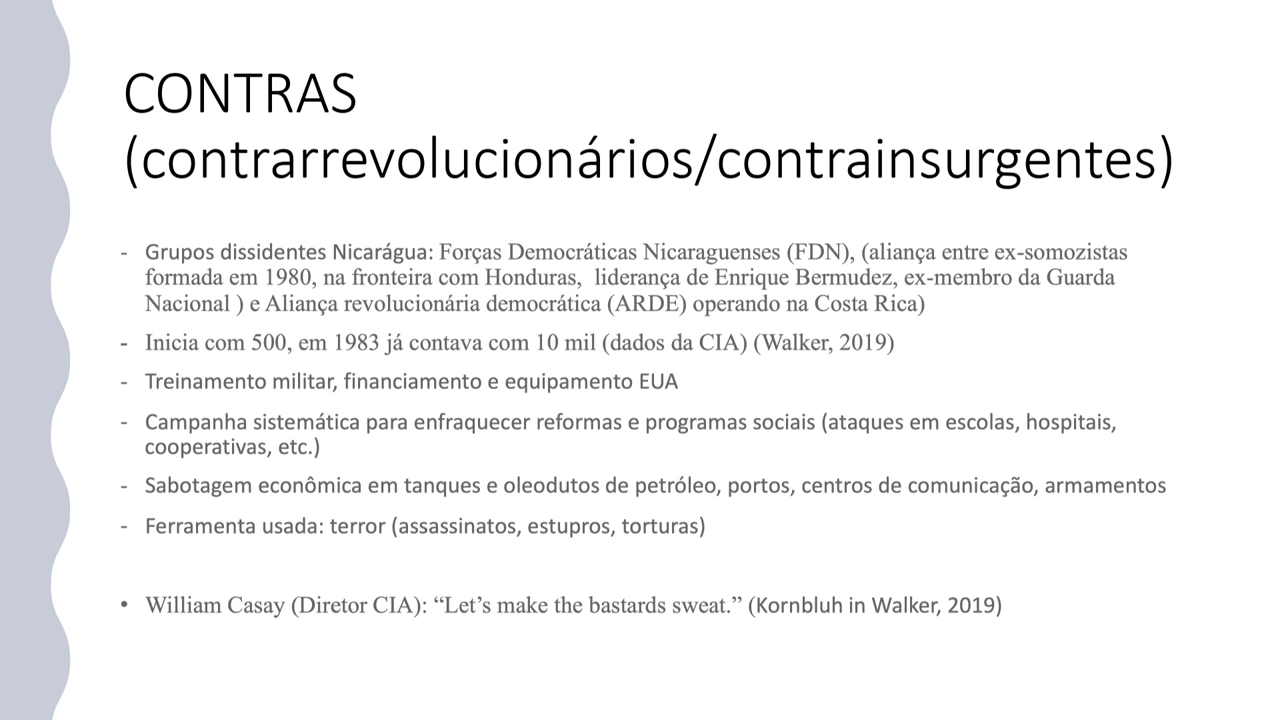 CONTRAS
(contrarrevolucionários/contrainsurgentes)
- Grupos dissidentes Nicarágua: Forças Democráticas Nicaraguenses (FDN), (aliança entre ex-somozistas
formada em 1980, na fronteira com Honduras,  liderança de Enrique Bermudez, ex-membro da Guarda
Nacional ) e Aliança revolucionária democrática (ARDE) operando na Costa Rica)
- Inicia com 500, em 1983 já contava com 10 mil (dados da CIA) (Walker, 2019)
- Treinamento militar, financiamento e equipamento EUA
- Campanha sistemática para enfraquecer reformas e programas sociais (ataques em escolas, hospitais,
cooperativas, etc.)
- Sabotagem econômica em tanques e oleodutos de petróleo, portos, centros de comunicação, armamentos
- Ferramenta usada: terror (assassinatos, estupros, torturas)
• William Casay (Diretor CIA): “Let’s make the bastards sweat.” (Kornbluh in Walker, 2019)